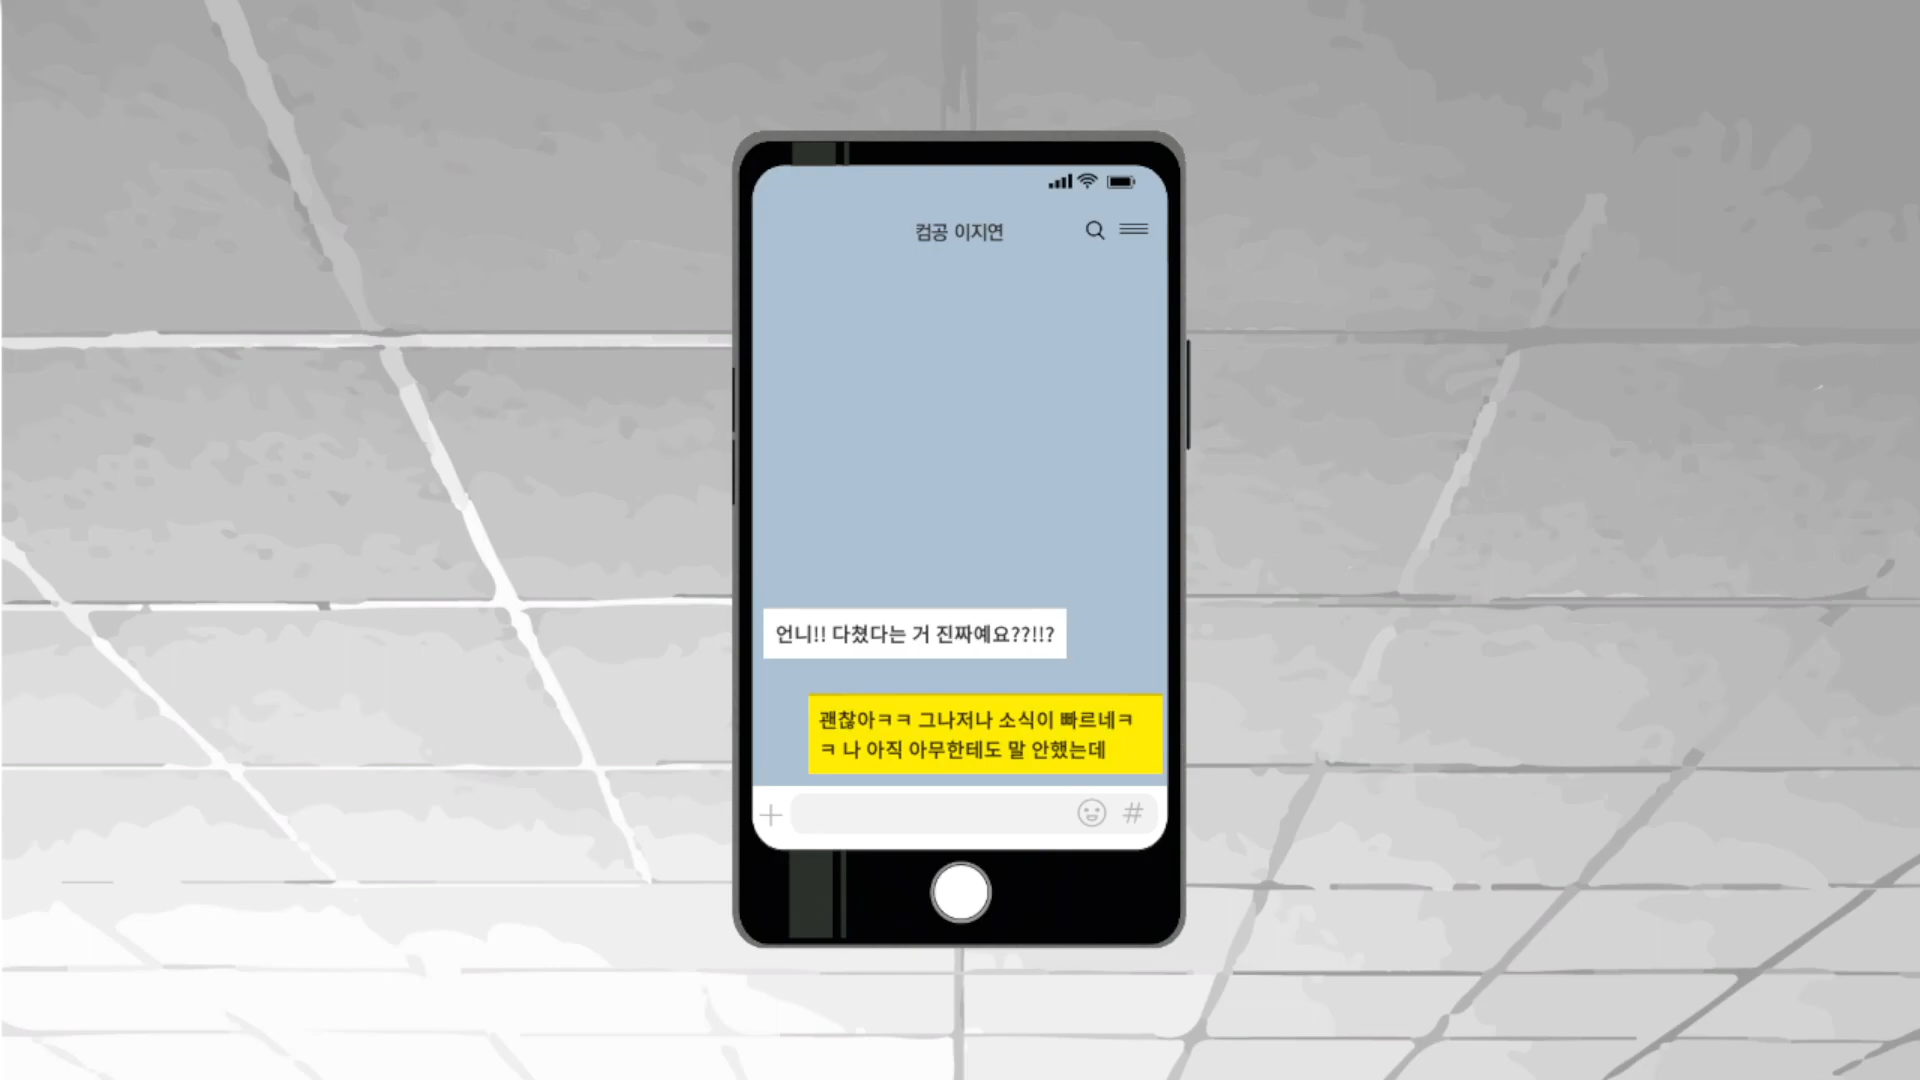 컴공 이지연
언니!! 다쳤다는 거 진짜예요??!!?
괜찮아ㅋㅋ 그나저나 소식이 빠르네ㅋ
ㅋ 나 아직 아무한테도 말 안했는데
#